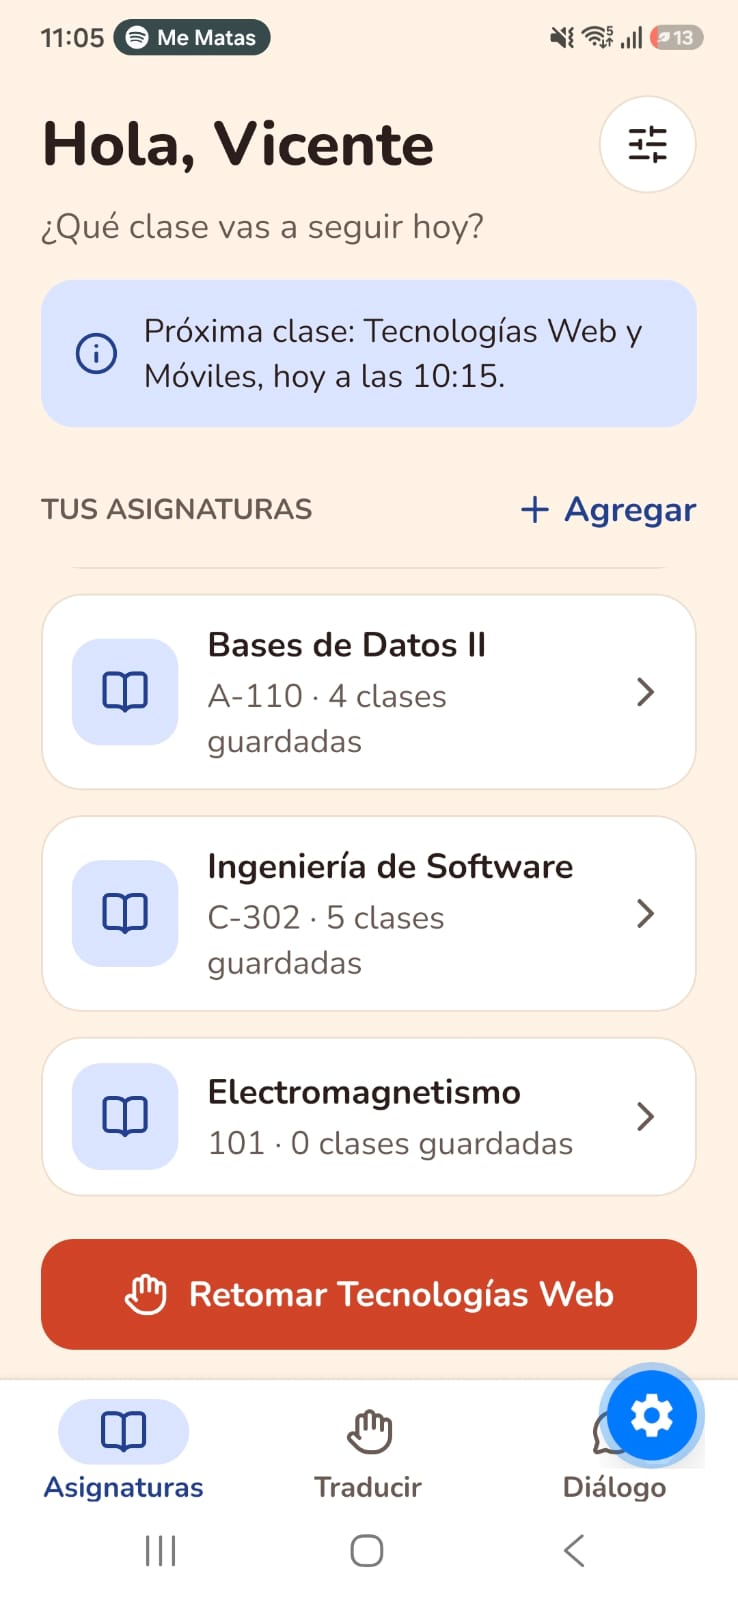 11:05 Me Matas 5 13
Hola, Vicente
¿Qué clase vas a seguir hoy?
Próxima clase: Tecnologías Web y
Móviles, hoy a las 10:15.
TUS ASIGNATURAS
+ Agregar
Bases de Datos II
A-110 · 4 clases
guardadas
Ingeniería de Software
C-302 · 5 clases
guardadas
Electromagnetismo
101 · 0 clases guardadas
Retomar Tecnologías Web
Asignaturas
Traducir
Diálogo